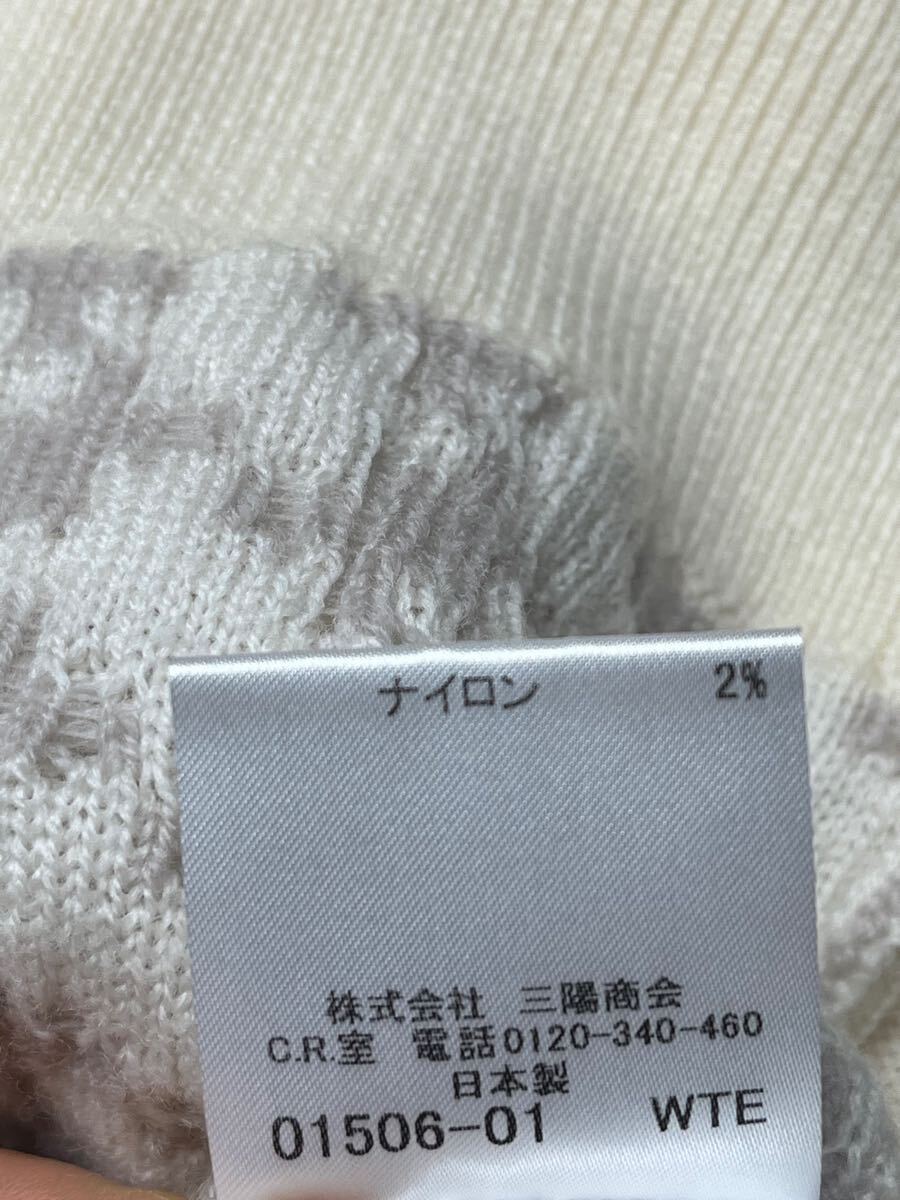 ナイロン 2%
株式会社 三陽商会
C.R.室 電話0120-340-460
日本製
01506-01 WTE